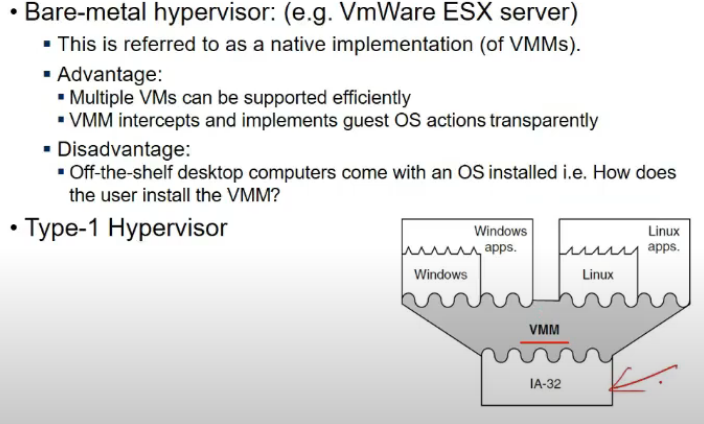 • Bare-metal hypervisor: (e.g. VmWare ESX server)
▪ This is referred to as a native implementation (of VMMs).
▪ Advantage:
▪ Multiple VMs can be supported efficiently
▪ VMM intercepts and implements guest OS actions transparently
▪ Disadvantage:
▪ Off-the-shelf desktop computers come with an OS installed i.e. How does
the user install the VMM?
• Type-1 Hypervisor
Windows
apps.
Windows
Linux
apps.
Linux
VMM
IA-32